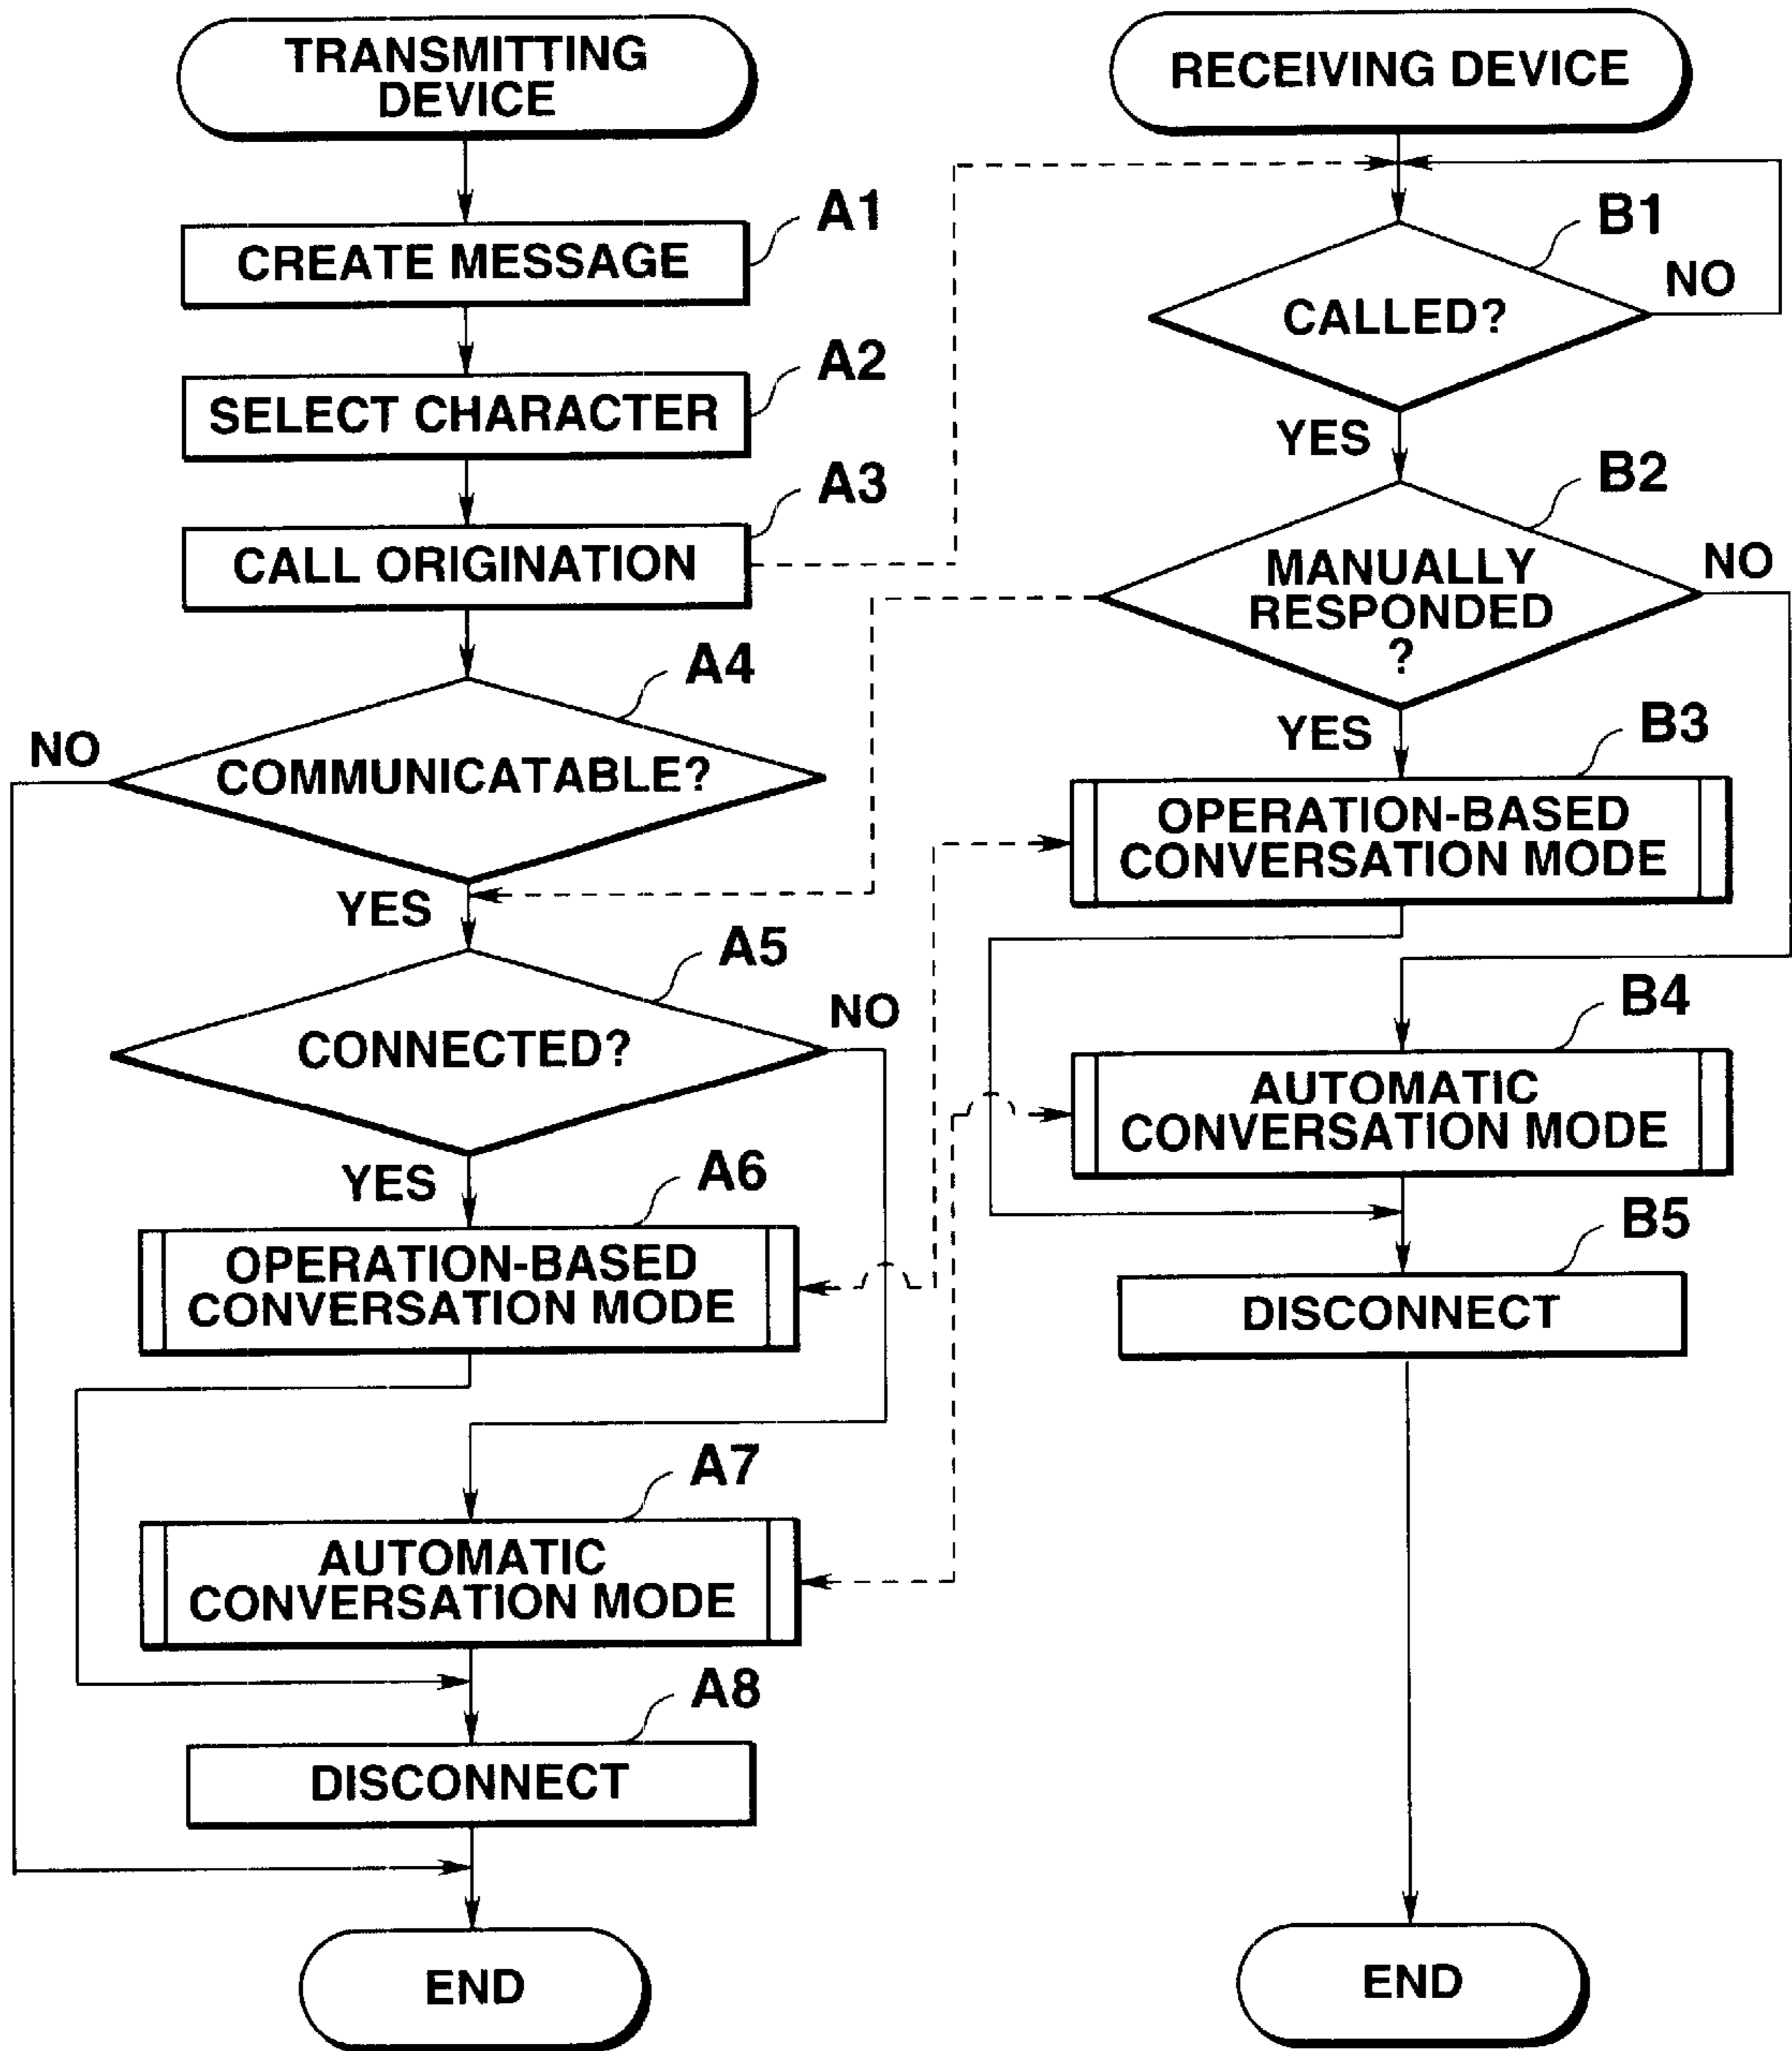 TRANSMITTING
DEVICE
A1
CREATE MESSAGE
A2
SELECT CHARACTER
A3
CALL ORIGINATION
A4
NO
COMMUNICATABLE?
YES
A5
NO
CONNECTED?
YES
A6
OPERATION-BASED
CONVERSATION MODE
A7
AUTOMATIC
CONVERSATION MODE
A8
DISCONNECT
END
RECEIVING DEVICE
B1
NO
CALLED?
YES
B2
NO
MANUALLY
RESPONDED
?
YES
B3
OPERATION-BASED
CONVERSATION MODE
B4
AUTOMATIC
CONVERSATION MODE
B5
DISCONNECT
END